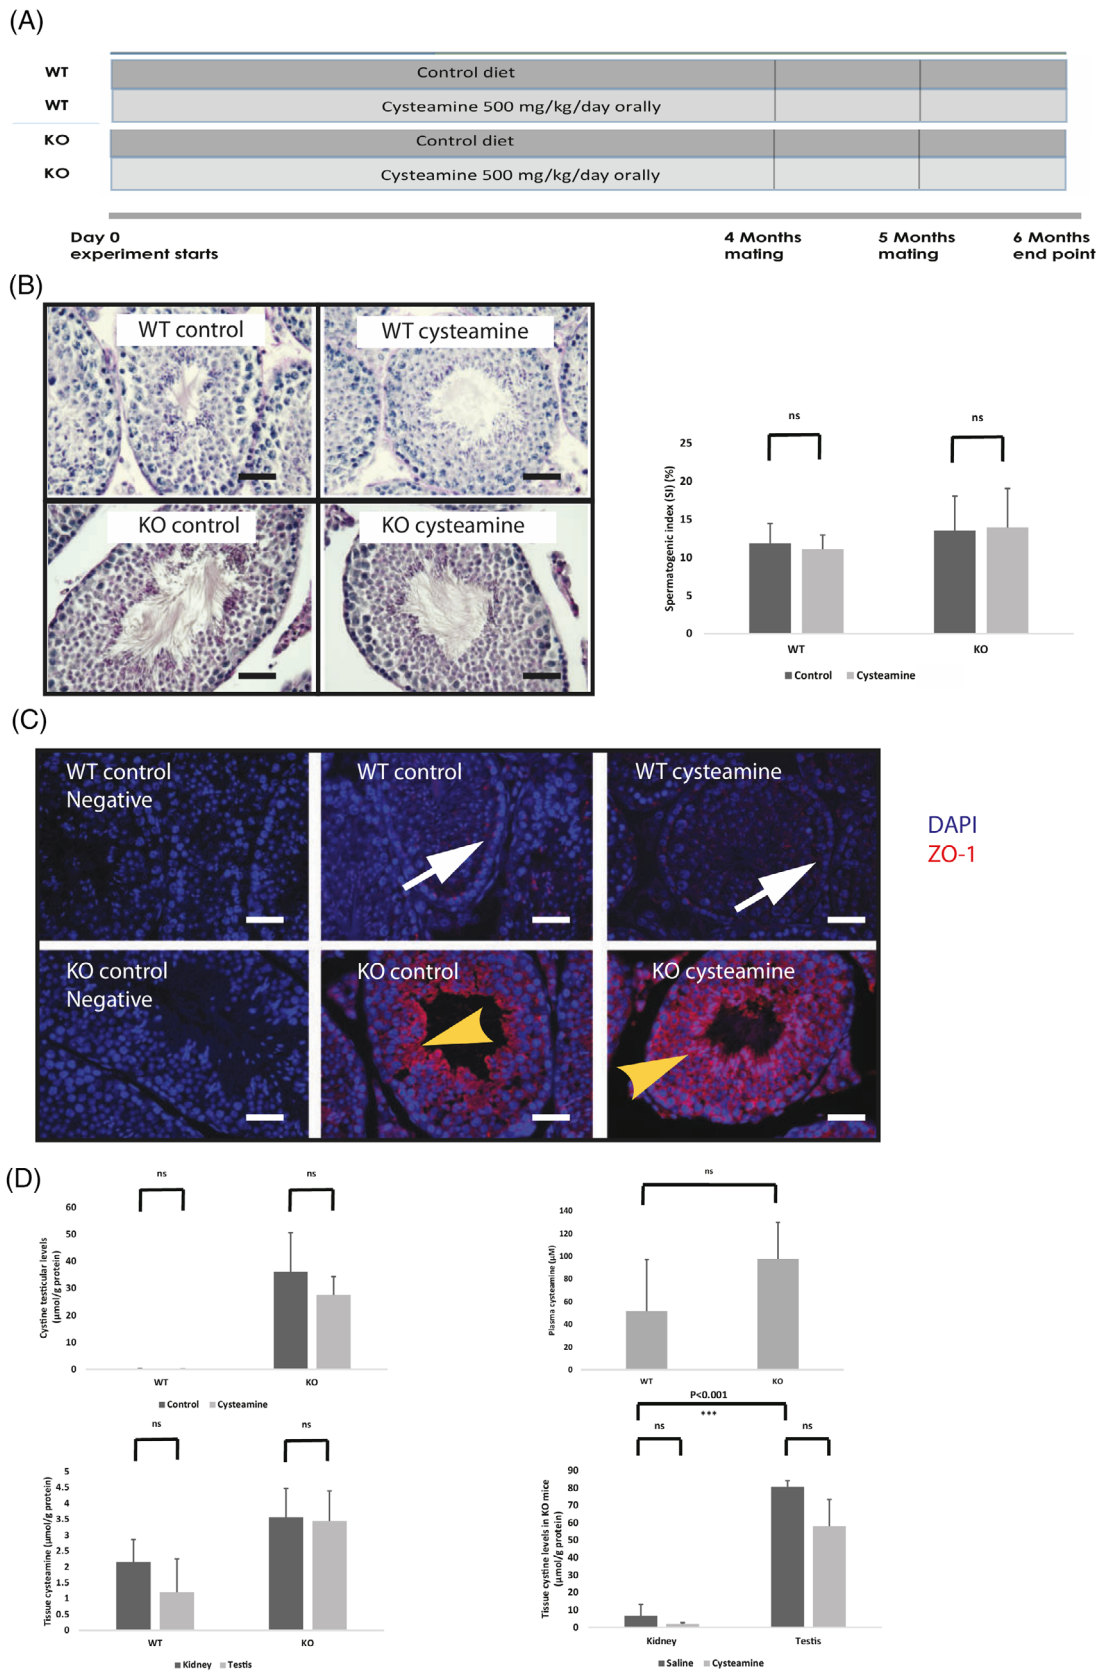 (A)
WT
Control diet
WT
Cysteamine 500 mg/kg/day orally
KO
Control diet
KO
Cysteamine 500 mg/kg/day orally
Day 0
experiment starts
4 Months
mating
5 Months
mating
6 Months
end point
(B)
WT control
WT cysteamine
KO control
KO cysteamine
ns
ns
Spermatogenic index (SI) (%)
25
20
15
10
5
0
WT
KO
Control
Cysteamine
(C)
WT control
Negative
WT control
WT cysteamine
KO control
Negative
KO control
KO cysteamine
DAPI
ZO-1
(D)
ns
ns
Cystine testicular levels
(µmol/g protein)
60
50
40
30
20
10
0
WT
KO
Control
Cysteamine
ns
Plasma cysteamine (µM)
140
120
100
80
60
40
20
0
WT
KO
ns
ns
Tissue cysteamine (µmol/g protein)
5
4.5
4
3.5
3
2.5
2
1.5
1
0.5
0
WT
KO
Kidney
Testis
P<0.001
***
ns
ns
Tissue cystine levels in KO mice
(µmol/g protein)
90
80
70
60
50
40
30
20
10
0
Kidney
Testis
Saline
Cysteamine